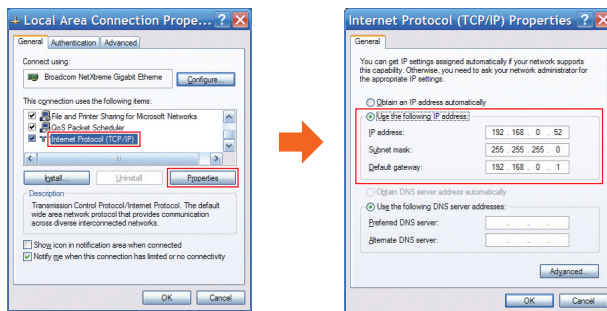 Local Area Connection Prope...
General Authentication Advanced
Connect using:
Broadcom NetXtreme Gigabit Etherne
Configure...
This connection uses the following items:
File and Printer Sharing for Microsoft Networks
QoS Packet Scheduler
Internet Protocol (TCP/IP)
Install... Uninstall Properties
Description
Transmission Control Protocol/Internet Protocol. The default
wide area network protocol that provides communication
across diverse interconnected networks.
Show icon in notification area when connected
Notify me when this connection has limited or no connectivity
OK Cancel
Internet Protocol (TCP/IP) Properties
General
You can get IP settings assigned automatically if your network supports
this capability. Otherwise, you need to ask your network administrator for
the appropriate IP settings.
Obtain an IP address automatically
Use the following IP address:
IP address: 192 . 168 . 0 . 52
Subnet mask: 255 . 255 . 255 . 0
Default gateway: 192 . 168 . 0 . 1
Obtain DNS server address automatically
Use the following DNS server addresses:
Preferred DNS server: . . .
Alternate DNS server: . . .
Advanced...
OK Cancel